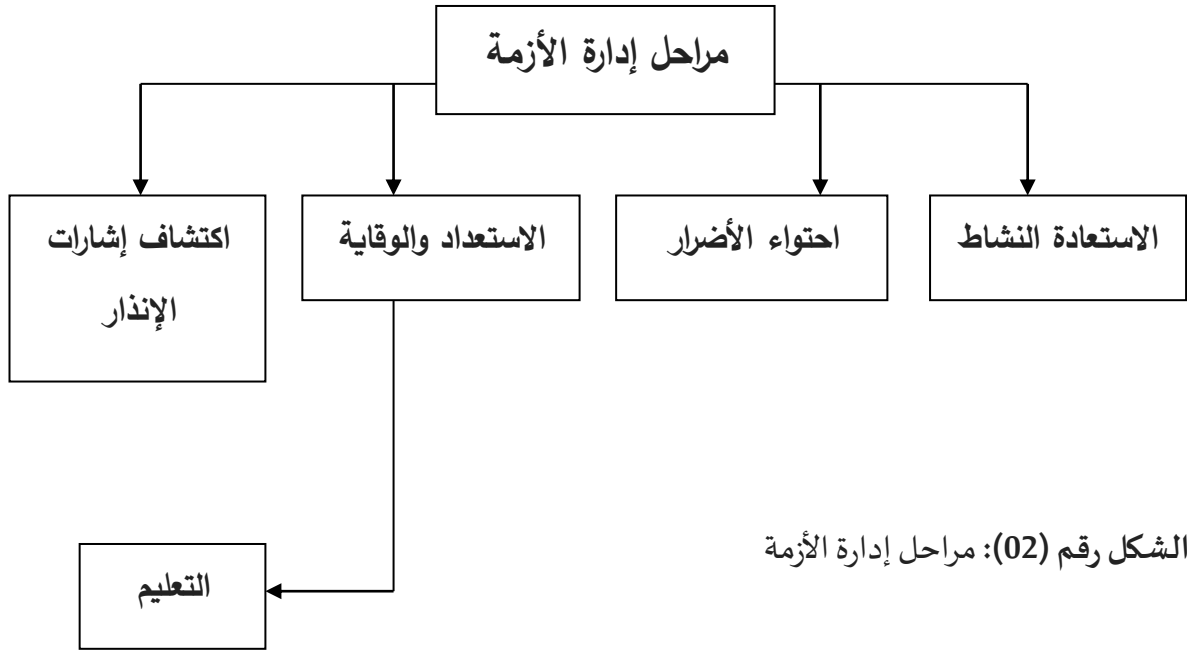 مراحل إدارة الأزمة
الاستعادة النشاط
احتواء الأضرار
الاستعداد والوقاية
اكتشاف إشارات
الإنذار
التعليم
الشكل رقم (02): مراحل إدارة الأزمة